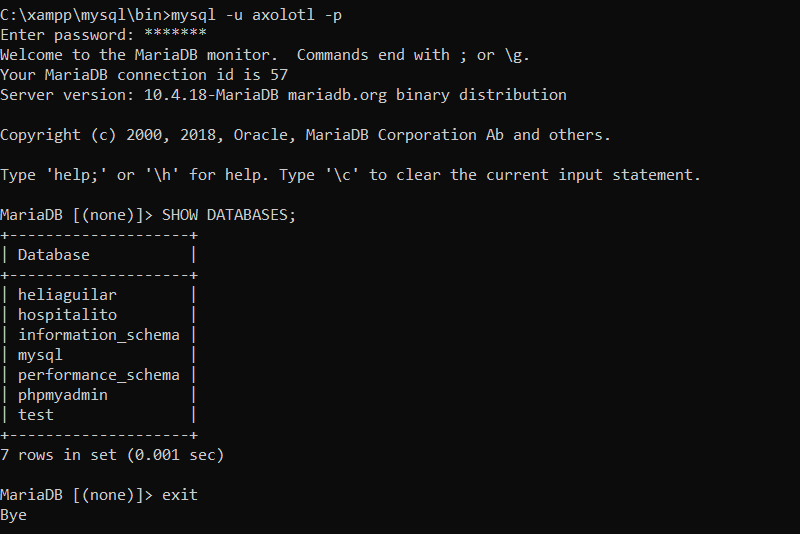 C:\xampp\mysql\bin>mysql -u axolotl -p
Enter password: *******
Welcome to the MariaDB monitor.  Commands end with ; or \g.
Your MariaDB connection id is 57
Server version: 10.4.18-MariaDB mariadb.org binary distribution

Copyright (c) 2000, 2018, Oracle, MariaDB Corporation Ab and others.

Type 'help;' or '\h' for help. Type '\c' to clear the current input statement.

MariaDB [(none)]> SHOW DATABASES;
+--------------------+
| Database           |
+--------------------+
| heliaguilar        |
| hospitalito        |
| information_schema |
| mysql              |
| performance_schema |
| phpmyadmin         |
| test               |
+--------------------+
7 rows in set (0.001 sec)

MariaDB [(none)]> exit
Bye